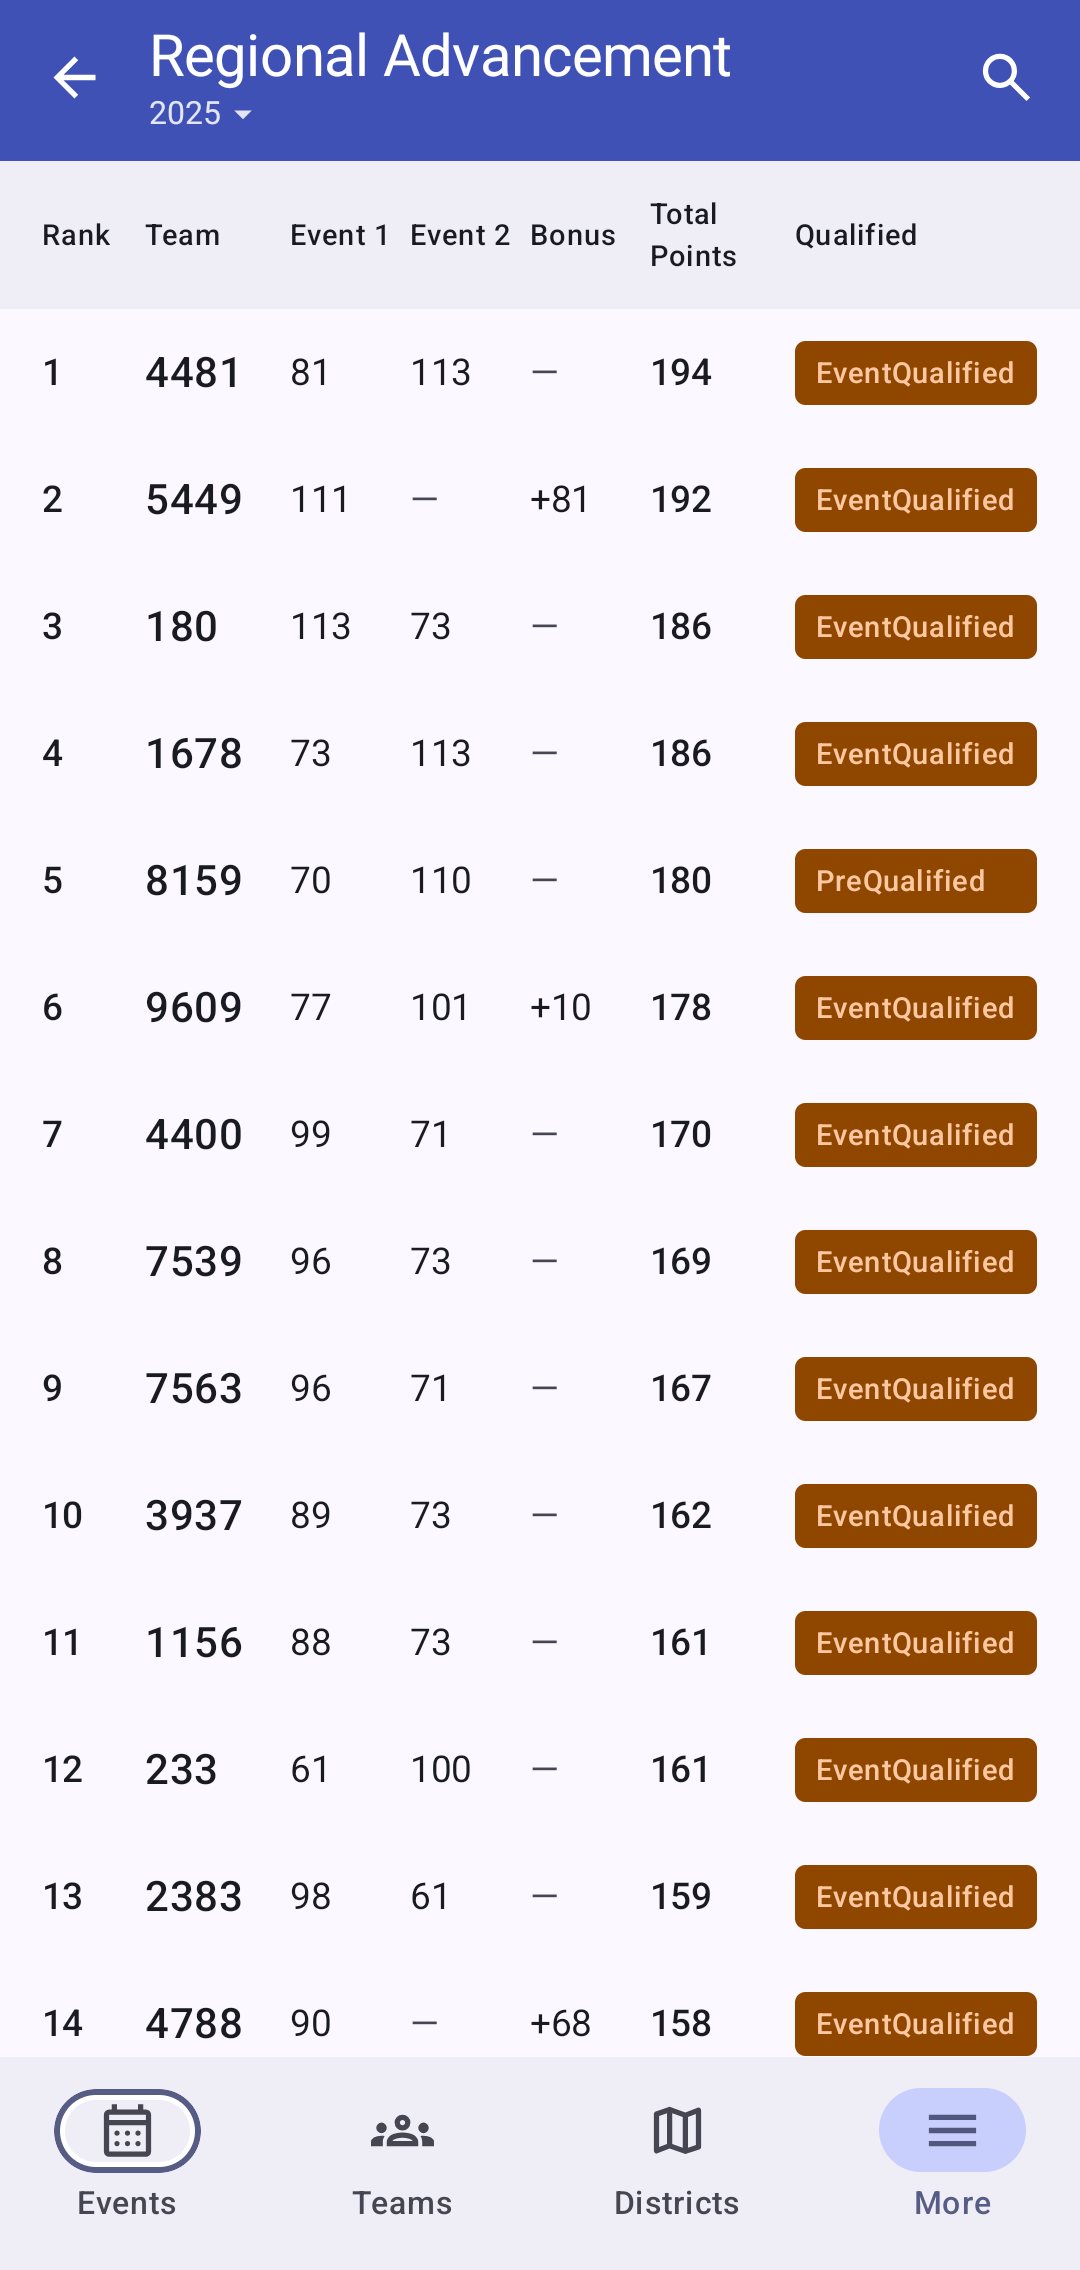 Regional Advancement
2025
Rank Team Event 1 Event 2 Bonus Total Points Qualified
1 4481 81 113 — 194 EventQualified
2 5449 111 — +81 192 EventQualified
3 180 113 73 — 186 EventQualified
4 1678 73 113 — 186 EventQualified
5 8159 70 110 — 180 PreQualified
6 9609 77 101 +10 178 EventQualified
7 4400 99 71 — 170 EventQualified
8 7539 96 73 — 169 EventQualified
9 7563 96 71 — 167 EventQualified
10 3937 89 73 — 162 EventQualified
11 1156 88 73 — 161 EventQualified
12 233 61 100 — 161 EventQualified
13 2383 98 61 — 159 EventQualified
14 4788 90 — +68 158 EventQualified
Events Teams Districts More